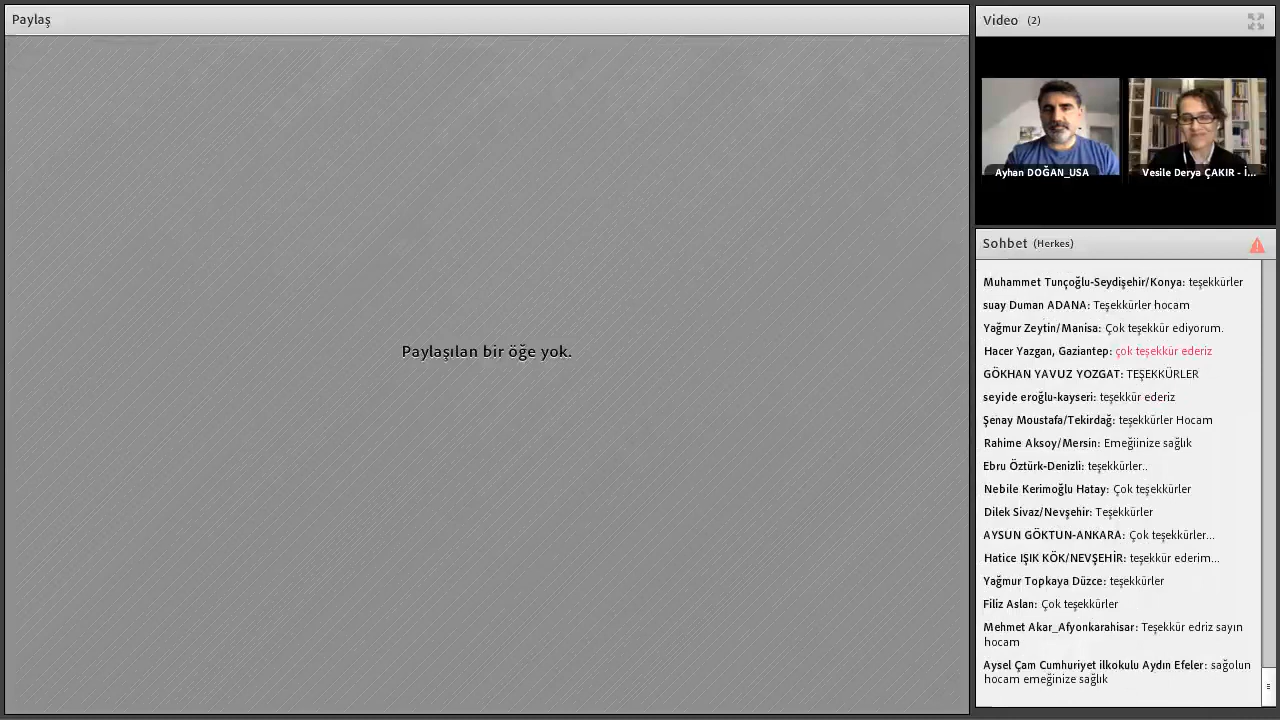 Paylaş
Paylaşılan bir öğe yok.
Video (2)
Ayhan DOĞAN_USA
Vesile Derya ÇAKIR - İ...
Sohbet (Herkes)
Muhammet Tunçoğlu-Seydişehir/Konya: teşekkürler
suay Duman ADANA: Teşekkürler hocam
Yağmur Zeytin/Manisa: Çok teşekkür ediyorum.
Hacer Yazgan, Gaziantep: çok teşekkür ederiz
GÖKHAN YAVUZ YOZGAT: TEŞEKKÜRLER
seyide eroğlu-kayseri: teşekkür ederiz
Şenay Moustafa/Tekirdağ: teşekkürler Hocam
Rahime Aksoy/Mersin: Emeğiinize sağlık
Ebru Öztürk-Denizli: teşekkürler..
Nebile Kerimoğlu Hatay: Çok teşekkürler
Dilek Sivaz/Nevşehir: Teşekkürler
AYSUN GÖKTUN-ANKARA: Çok teşekkürler...
Hatice IŞIK KÖK/NEVŞEHİR: teşekkür ederim...
Yağmur Topkaya Düzce: teşekkürler
Filiz Aslan: Çok teşekkürler
Mehmet Akar_Afyonkarahisar: Teşekkür edriz sayın
hocam
Aysel Çam Cumhuriyet ilkokulu Aydın Efeler: sağolun
hocam emeğinize sağlık